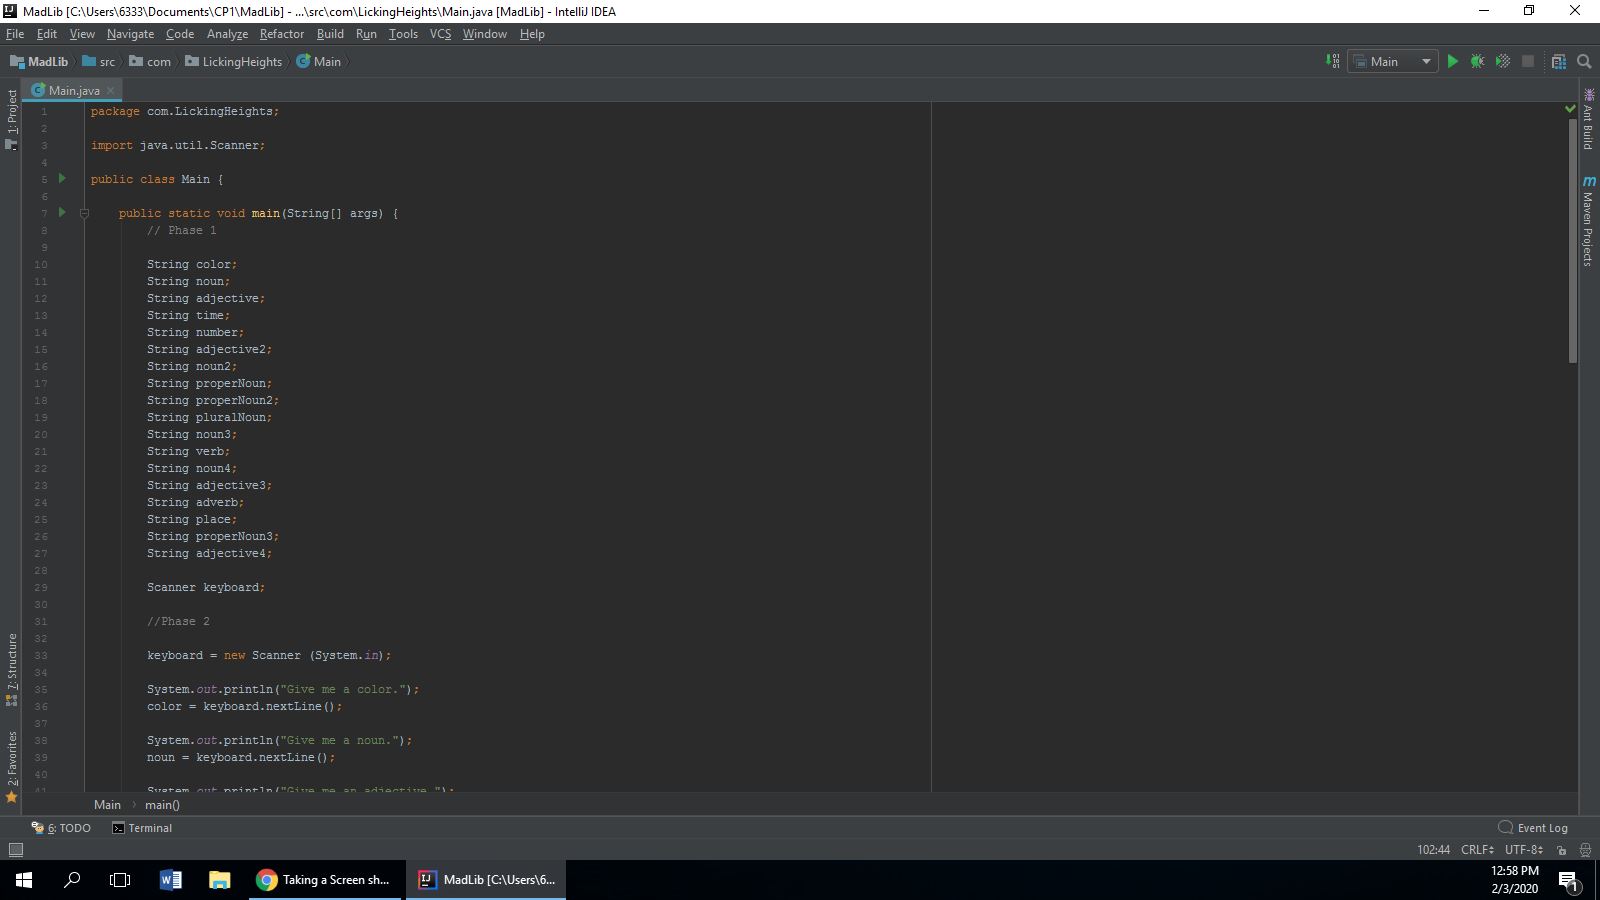 MadLib [C:\Users\6333\Documents\CP1\MadLib] - ...\src\com\LickingHeights\Main.java [MadLib] - IntelliJ IDEA
File Edit View Navigate Code Analyze Refactor Build Run Tools VCS Window Help
MadLib src com LickingHeights Main Main
Main.java
1 package com.LickingHeights;
2
3 import java.util.Scanner;
4
5 public class Main {
6
7 public static void main(String[] args) {
8 // Phase 1
9
10 String color;
11 String noun;
12 String adjective;
13 String time;
14 String number;
15 String adjective2;
16 String noun2;
17 String properNoun;
18 String properNoun2;
19 String pluralNoun;
20 String noun3;
21 String verb;
22 String noun4;
23 String adjective3;
24 String adverb;
25 String place;
26 String properNoun3;
27 String adjective4;
28
29 Scanner keyboard;
30
31 //Phase 2
32
33 keyboard = new Scanner (System.in);
34
35 System.out.println("Give me a color.");
36 color = keyboard.nextLine();
37
38 System.out.println("Give me a noun.");
39 noun = keyboard.nextLine();
40
41 System.out.println("Give me an adjective.");
Main main()
1: Project
7: Structure
2: Favorites
Ant Build
m Maven Projects
6: TODO Terminal Event Log
102:44 CRLF UTF-8
Taking a Screen sh... MadLib [C:\Users\6...
12:58 PM
2/3/2020
1